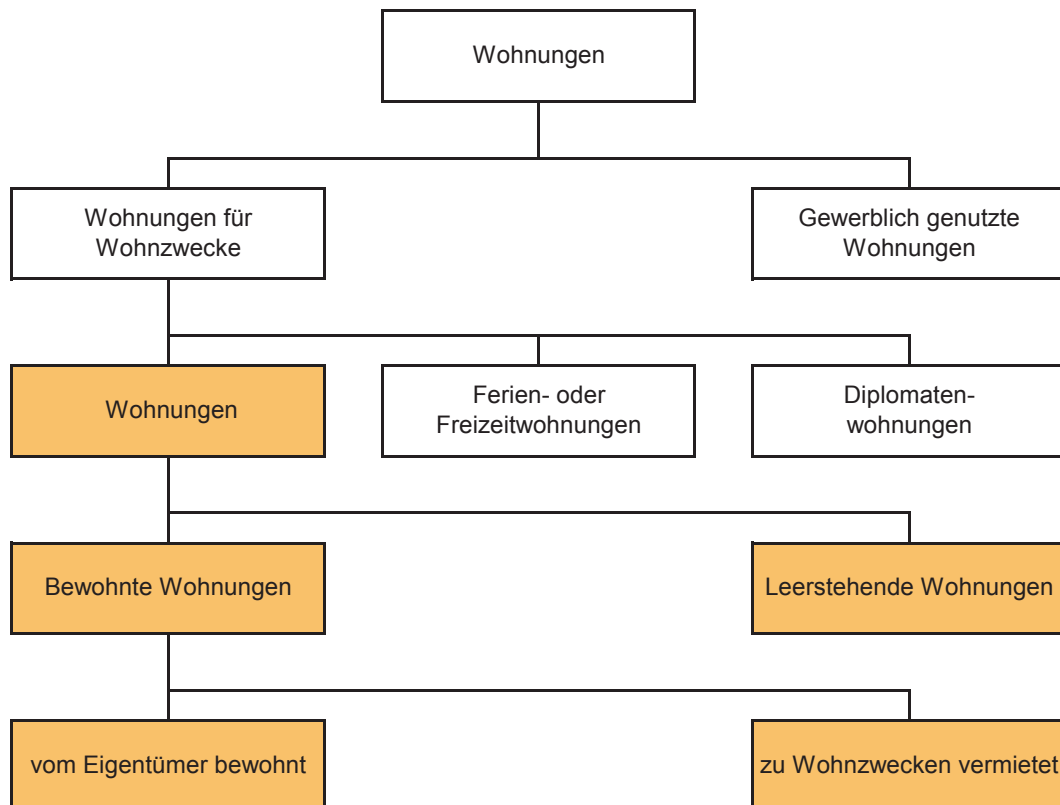 Wohnungen
Wohnungen für
Wohnzwecke
Gewerblich genutzte
Wohnungen
Wohnungen
Ferien- oder
Freizeitwohnungen
Diplomaten-
wohnungen
Bewohnte Wohnungen
Leerstehende Wohnungen
vom Eigentümer bewohnt
zu Wohnzwecken vermietet